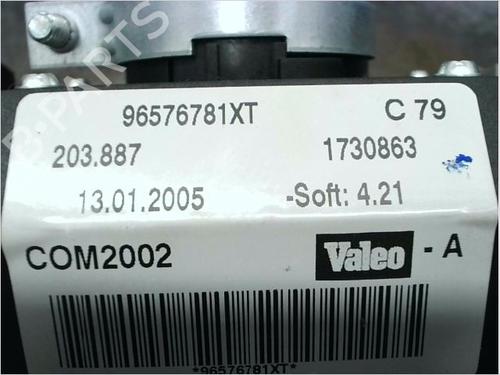 B-PARTS
96576781XT C 79
203.887 1730863
13.01.2005 -Soft: 4.21
COM2002 Valeo - A
*96576781XT*